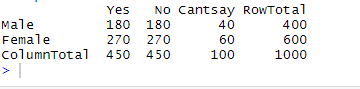 Yes No Cantsay RowTotal
Male 180 180 40 400
Female 270 270 60 600
ColumnTotal 450 450 100 1000
>